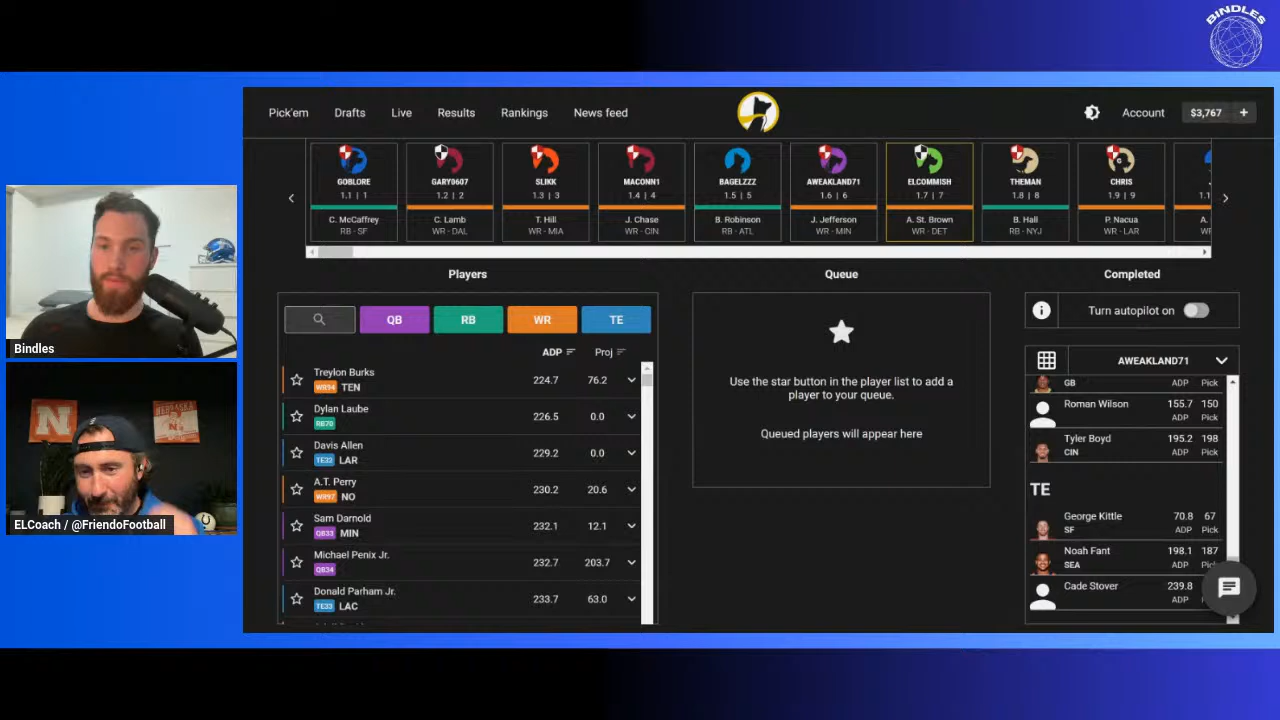 BINDLES
Pick'em Drafts Live Results Rankings News feed Account $3,767 +
GOBLORE GARY0607 SLIKK MACONN1 BAGELZZZ AWEAKLAND71 ELCOMMISH THEMAN CHRIS
1.1 | 1 1.2 | 2 1.3 | 3 1.4 | 4 1.5 | 5 1.6 | 6 1.7 | 7 1.8 | 8 1.9 | 9 1.1
C. McCaffrey C. Lamb T. Hill J. Chase B. Robinson J. Jefferson A. St. Brown B. Hall P. Nacua A.
RB - SF WR - DAL WR - MIA WR - CIN RB - ATL WR - MIN WR - DET RB - NYJ WR - LAR
Players Queue Completed
QB RB WR TE
Turn autopilot on
ADP Proj
AWEAKLAND71
Treylon Burks
WR94 TEN 224.7 76.2
Dylan Laube
RB70 226.5 0.0
Davis Allen
TE32 LAR 229.2 0.0
A.T. Perry
WR97 NO 230.2 20.6
Sam Darnold
QB33 MIN 232.1 12.1
Michael Penix Jr.
QB34 232.7 203.7
Donald Parham Jr.
TE33 LAC 233.7 63.0
Use the star button in the player list to add a
player to your queue.
Queued players will appear here
GB ADP Pick
Roman Wilson 155.7 150
ADP Pick
Tyler Boyd 195.2 198
CIN ADP Pick
TE
George Kittle 70.8 67
SF ADP Pick
Noah Fant 198.1 187
SEA ADP
Cade Stover 239.8
ADP
Bindles
N
NEBRASKA
N
ELCoach / @FriendoFootball